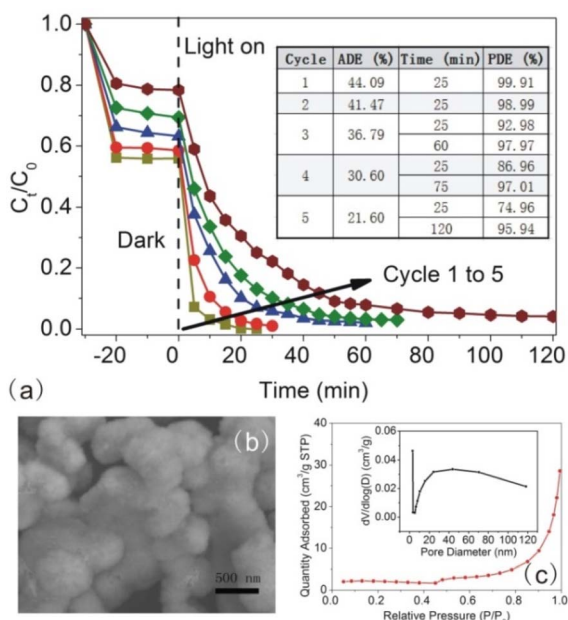 1.0
0.8
0.6
0.4
0.2
0.0
Ct/C0
Light on
Dark
Cycle ADE (%) Time (min) PDE (%)
1 44.09 25 99.91
2 41.47 25 98.99
3 36.79 25 92.98
60 97.97
4 30.60 25 86.96
75 97.01
5 21.60 25 74.96
120 95.94
Cycle 1 to 5
-20 0 20 40 60 80 100 120
Time (min)
(a)
(b)
500 nm
Quantity Adsorbed (cm³/g STP)
40
30
20
10
0
dV/dlog(D) (cm³/g)
0.06
0.04
0.02
0.00
0 20 40 60 80 100 120
Pore Diameter (nm)
(c)
0.0 0.2 0.4 0.6 0.8 1.0
Relative Pressure (P/P。)